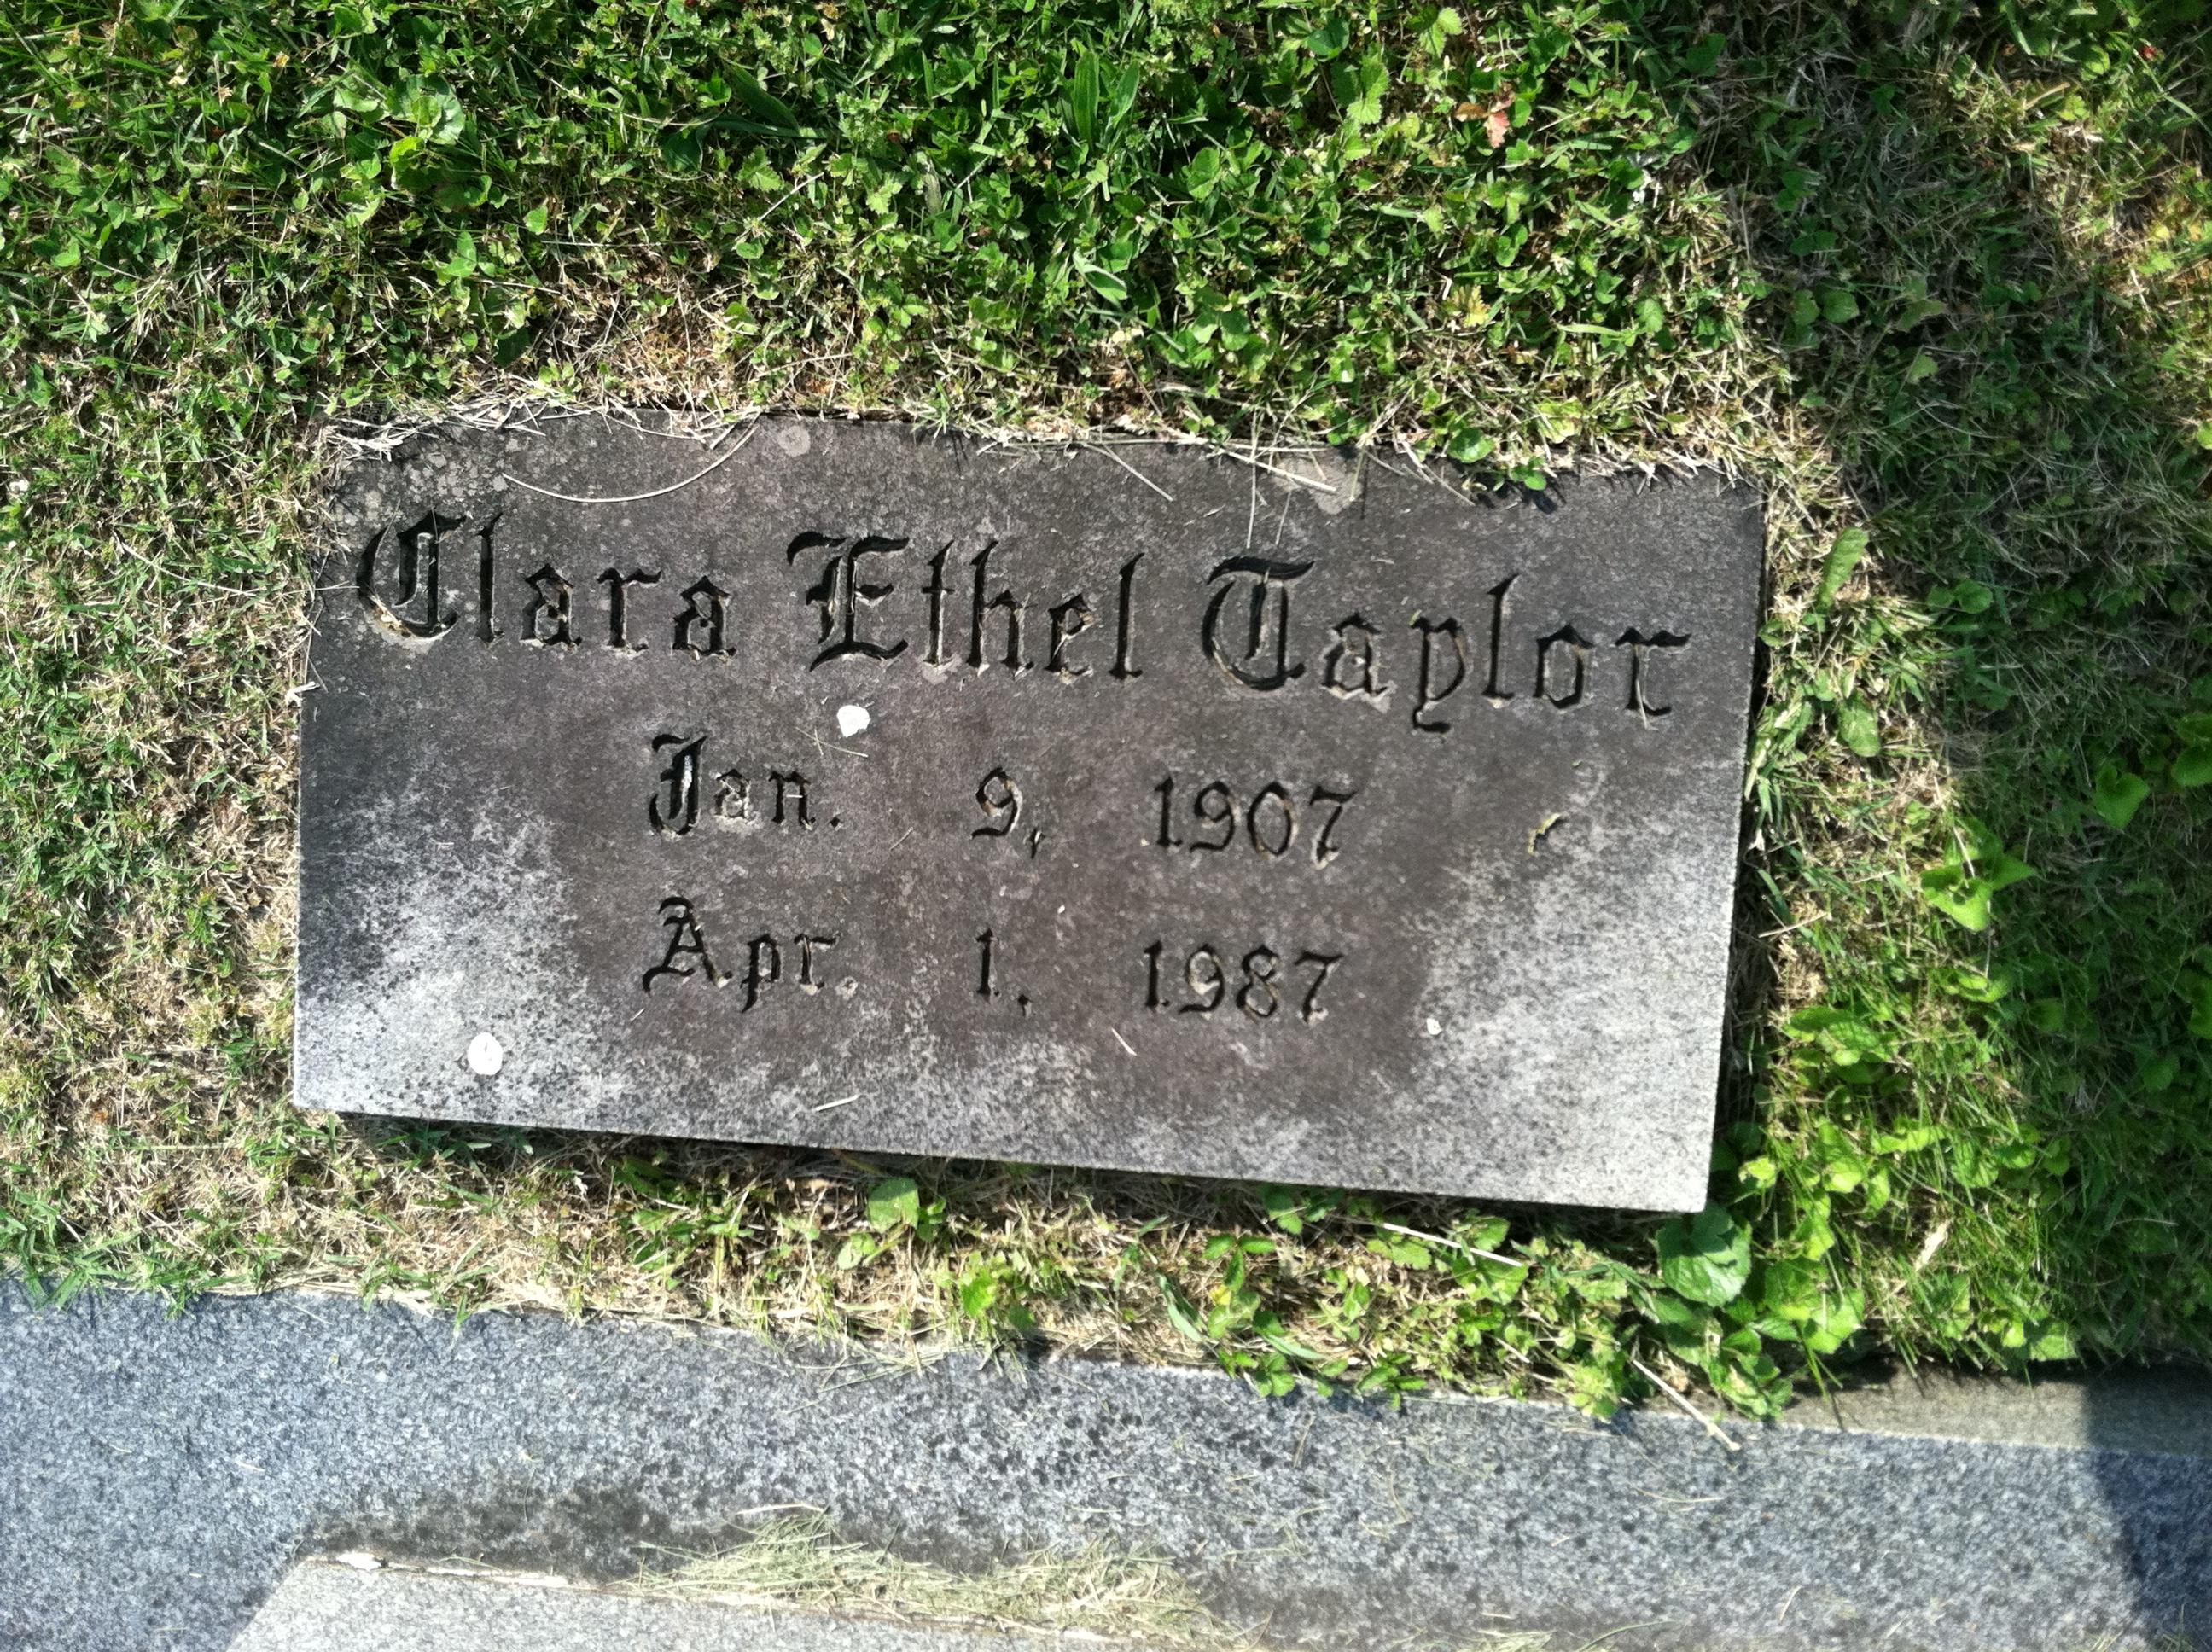 Clara Ethel Taylor
Jan. 9, 1907
Apr. 1, 1987